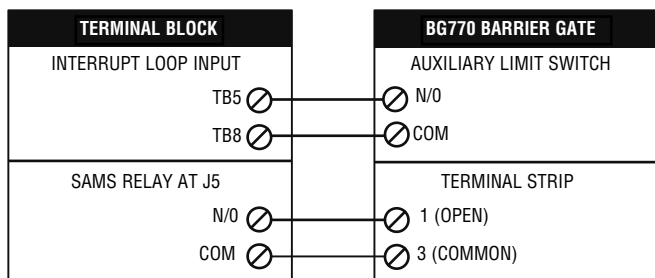 TERMINAL BLOCK
INTERRUPT LOOP INPUT
TB5
TB8
SAMS RELAY AT J5
N/0
COM
BG770 BARRIER GATE
AUXILIARY LIMIT SWITCH
N/0
COM
TERMINAL STRIP
1 (OPEN)
3 (COMMON)